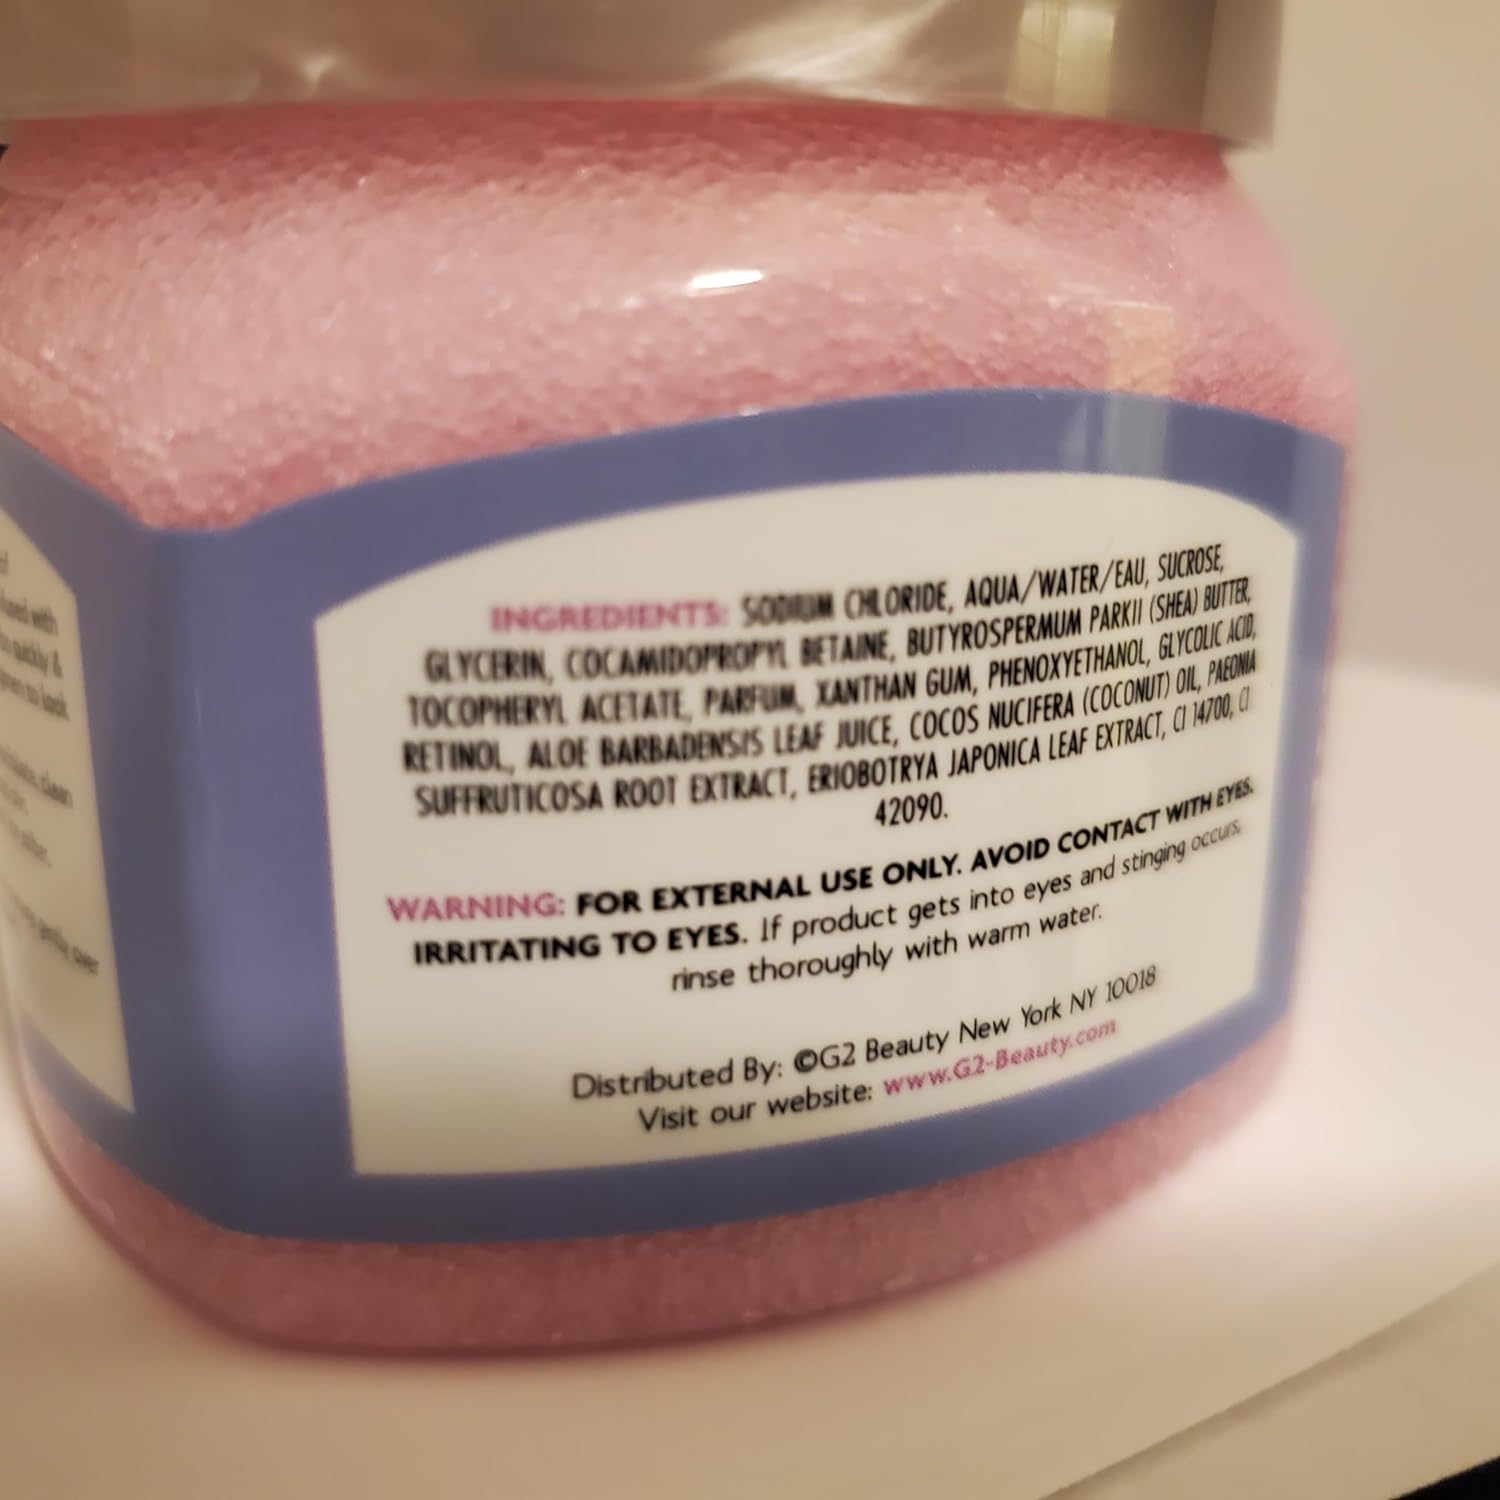 quickly &
clean
gently over
INGREDIENTS: SODIUM CHLORIDE, AQUA/WATER/EAU, SUCROSE,
GLYCERIN, COCAMIDOPROPYL BETAINE, BUTYROSPERMUM PARKII (SHEA) BUTTER,
TOCOPHERYL ACETATE, PARFUM, XANTHAN GUM, PHENOXYETHANOL, GLYCOLIC ACID,
RETINOL, ALOE BARBADENSIS LEAF JUICE, COCOS NUCIFERA (COCONUT) OIL, PAEONIA
SUFFRUTICOSA ROOT EXTRACT, ERIOBOTRYA JAPONICA LEAF EXTRACT, CI 14700, CI
42090.
WARNING: FOR EXTERNAL USE ONLY. AVOID CONTACT WITH EYES.
IRRITATING TO EYES. If product gets into eyes and stinging occurs,
rinse thoroughly with warm water.
Distributed By: ©G2 Beauty New York NY 10018
Visit our website: www.G2-Beauty.com